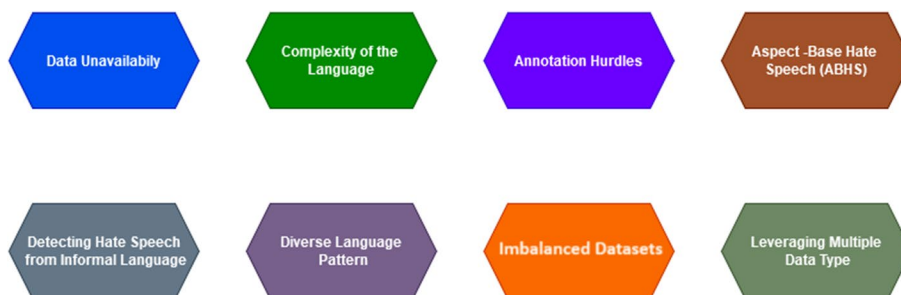 Data Unavailabily
Complexity of the
Language
Annotation Hurdles
Aspect -Base Hate
Speech (ABHS)
Detecting Hate Speech
from Informal Language
Diverse Language
Pattern
Imbalanced Datasets
Leveraging Multiple
Data Type